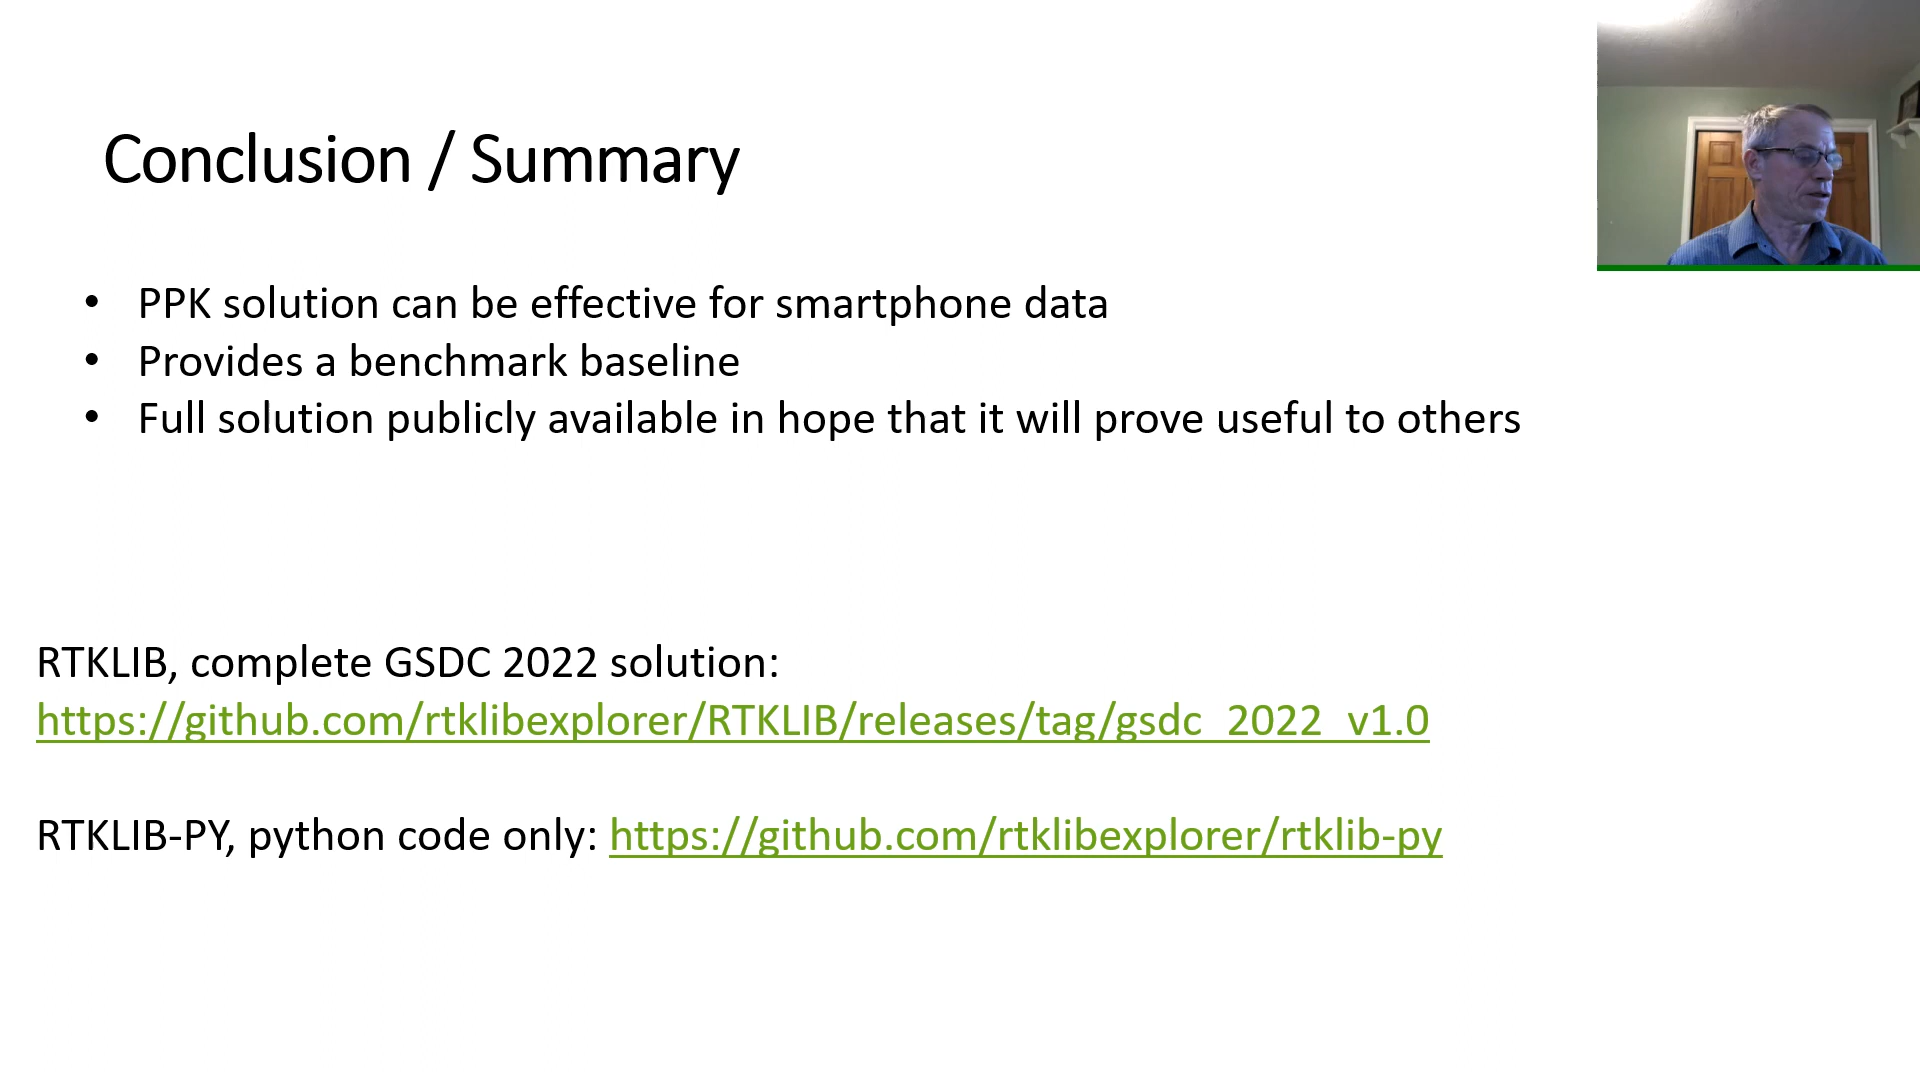 Conclusion / Summary
• PPK solution can be effective for smartphone data
• Provides a benchmark baseline
• Full solution publicly available in hope that it will prove useful to others
RTKLIB, complete GSDC 2022 solution:
https://github.com/rtklibexplorer/RTKLIB/releases/tag/gsdc_2022_v1.0
RTKLIB-PY, python code only: https://github.com/rtklibexplorer/rtklib-py